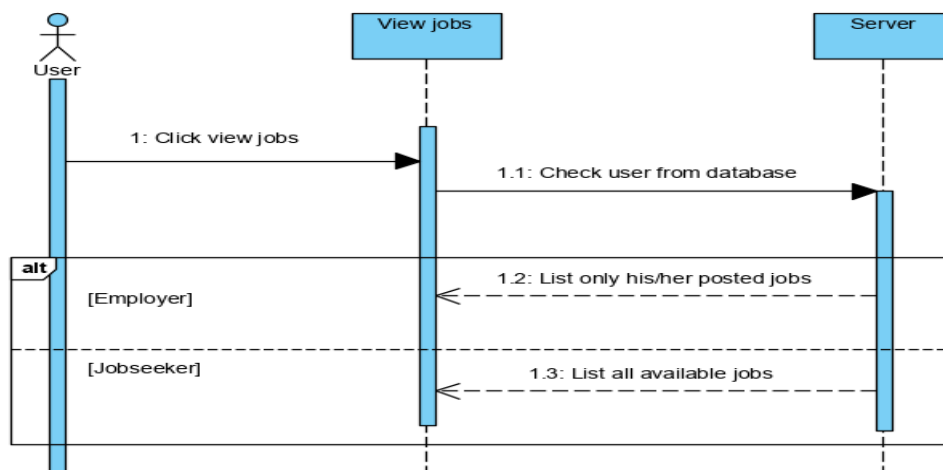 User
View jobs
Server
1: Click view jobs
1.1: Check user from database
alt
1.2: List only his/her posted jobs
[Employer]
[Jobseeker]
1.3: List all available jobs